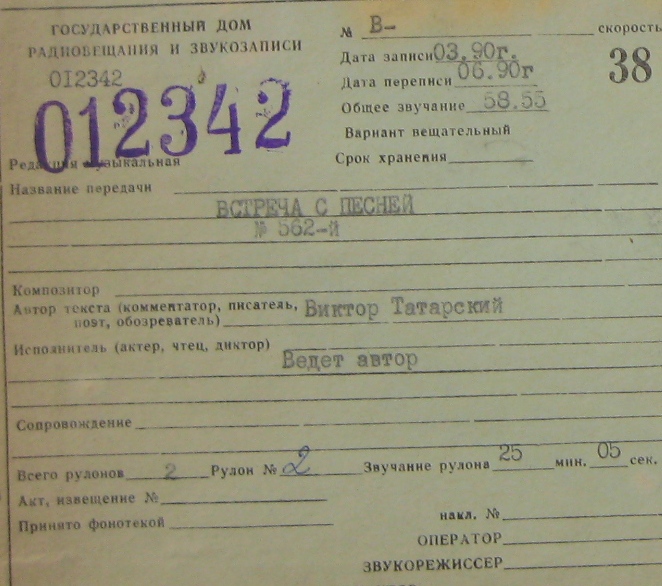 ГОСУДАРСТВЕННЫЙ ДОМ
РАДИОВЕЩАНИЯ И ЗВУКОЗАПИСИ
012342
012342
Редакция музыкальная
№ В-
скорость
38
Дата записи 03.90г.
Дата переписи 06.90г
Общее звучание 58.55
Вариант вещательный
Срок хранения
Название передачи
ВСТРЕЧА С ПЕСНЕЙ
№ 562-й
Композитор
Автор текста (комментатор, писатель, Виктор Татарский
поэт, обозреватель)
Исполнитель (актер, чтец, диктор)
Ведет автор
Сопровождение
Всего рулонов 2 Рулон № 2 Звучание рулона 25 мин. 05 сек.
Акт, извещение №
Принято фонотекой
накл. №
ОПЕРАТОР
ЗВУКОРЕЖИССЕР